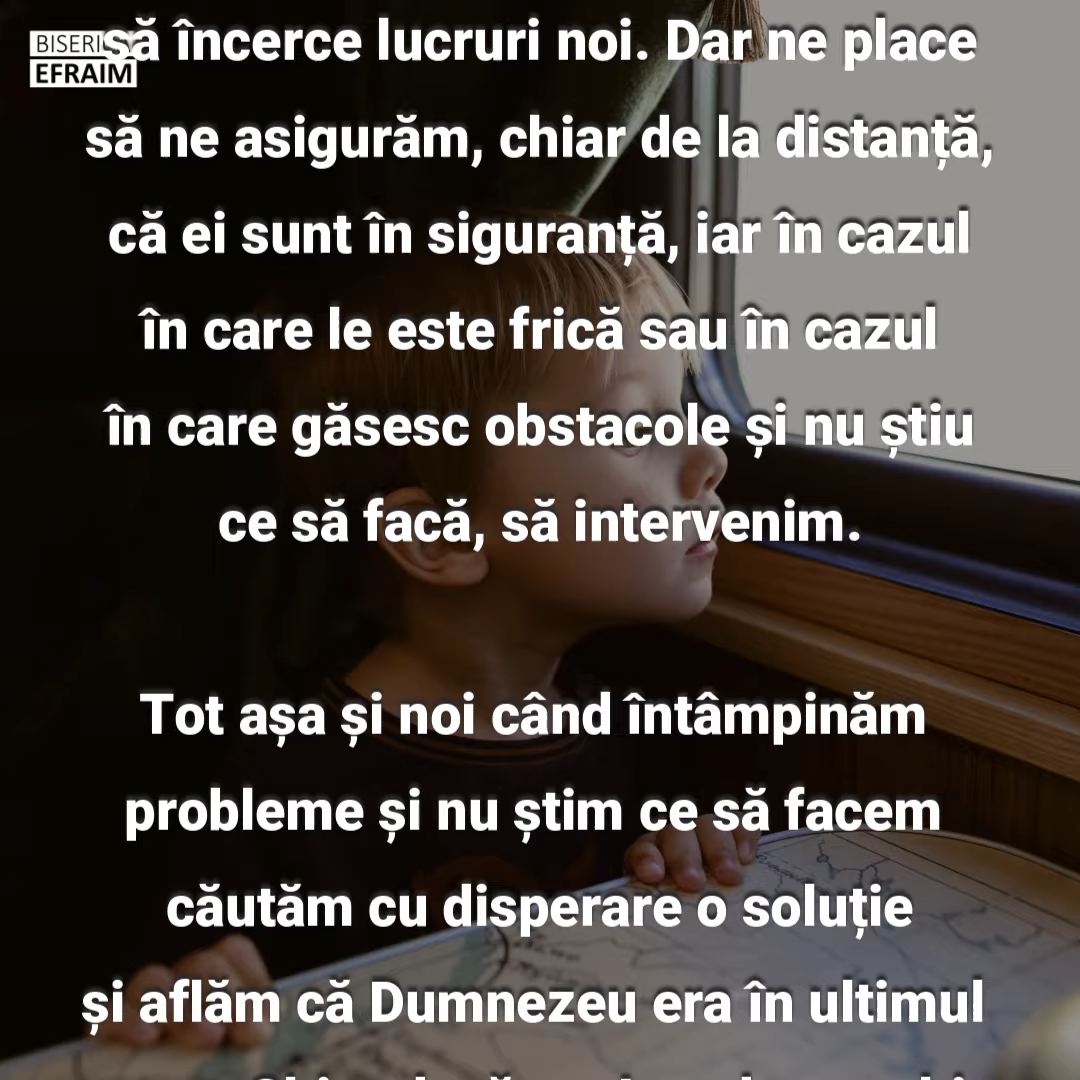 BISERICA
EFRAIM
să încerce lucruri noi. Dar ne place
să ne asigurăm, chiar de la distanță,
că ei sunt în siguranță, iar în cazul
în care le este frică sau în cazul
în care găsesc obstacole și nu știu
ce să facă, să intervenim.
Tot așa și noi când întâmpinăm
probleme și nu știm ce să facem
căutăm cu disperare o soluție
și aflăm că Dumnezeu era în ultimul